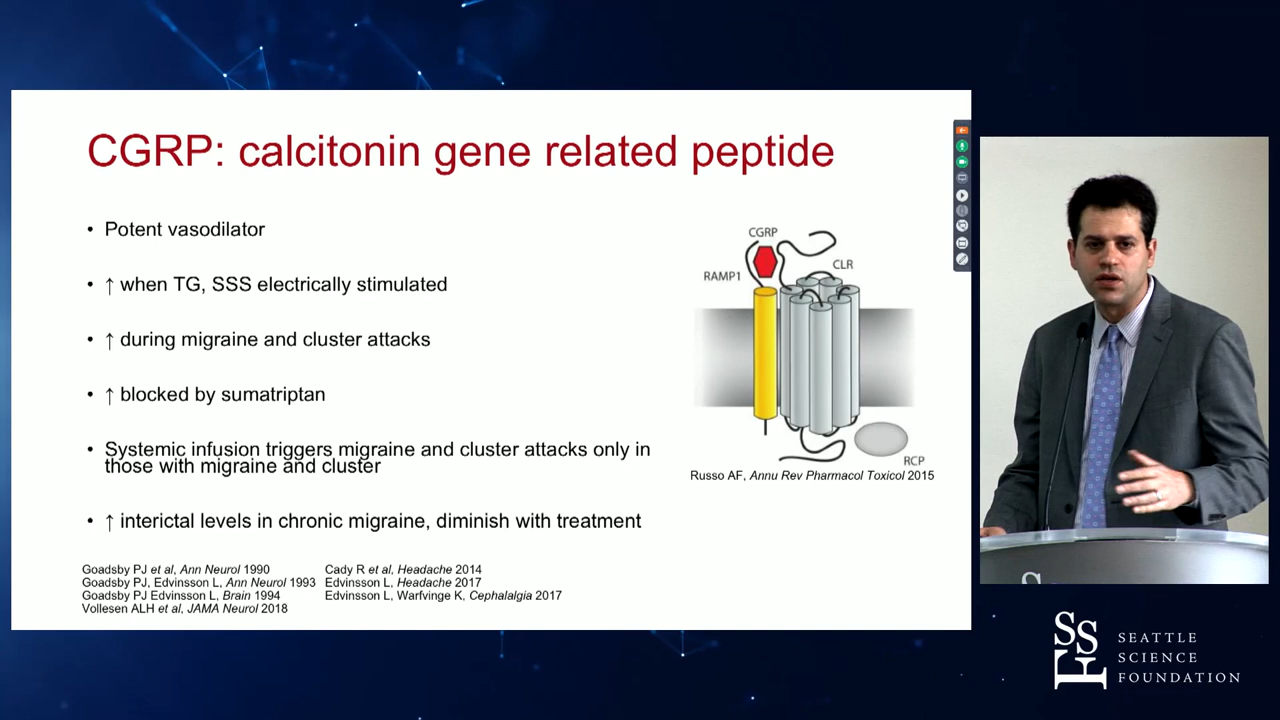 CGRP: calcitonin gene related peptide
• Potent vasodilator
• ↑ when TG, SSS electrically stimulated
• ↑ during migraine and cluster attacks
• ↑ blocked by sumatriptan
• Systemic infusion triggers migraine and cluster attacks only in
those with migraine and cluster
• ↑ interictal levels in chronic migraine, diminish with treatment
CGRP
CLR
RAMP1
RCP
Russo AF, Annu Rev Pharmacol Toxicol 2015
Goadsby PJ et al, Ann Neurol 1990
Goadsby PJ, Edvinsson L, Ann Neurol 1993
Goadsby PJ Edvinsson L, Brain 1994
Vollesen ALH et al, JAMA Neurol 2018
Cady R et al, Headache 2014
Edvinsson L, Headache 2017
Edvinsson L, Warfvinge K, Cephalalgia 2017
SSF
SEATTLE
SCIENCE
FOUNDATION